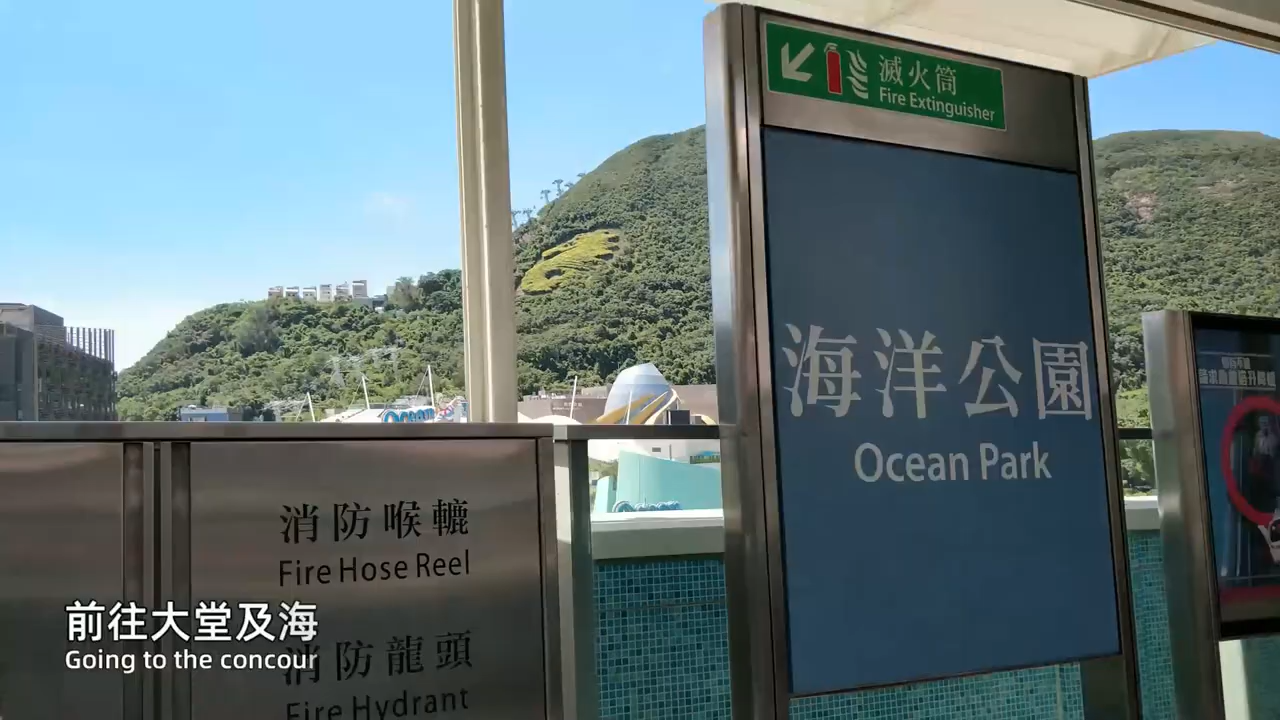 滅火筒
Fire Extinguisher
海洋公園
Ocean Park
Ocean
消防喉轆
Fire Hose Reel
消防龍頭
Fire Hydrant
前往大堂及海
Going to the concour